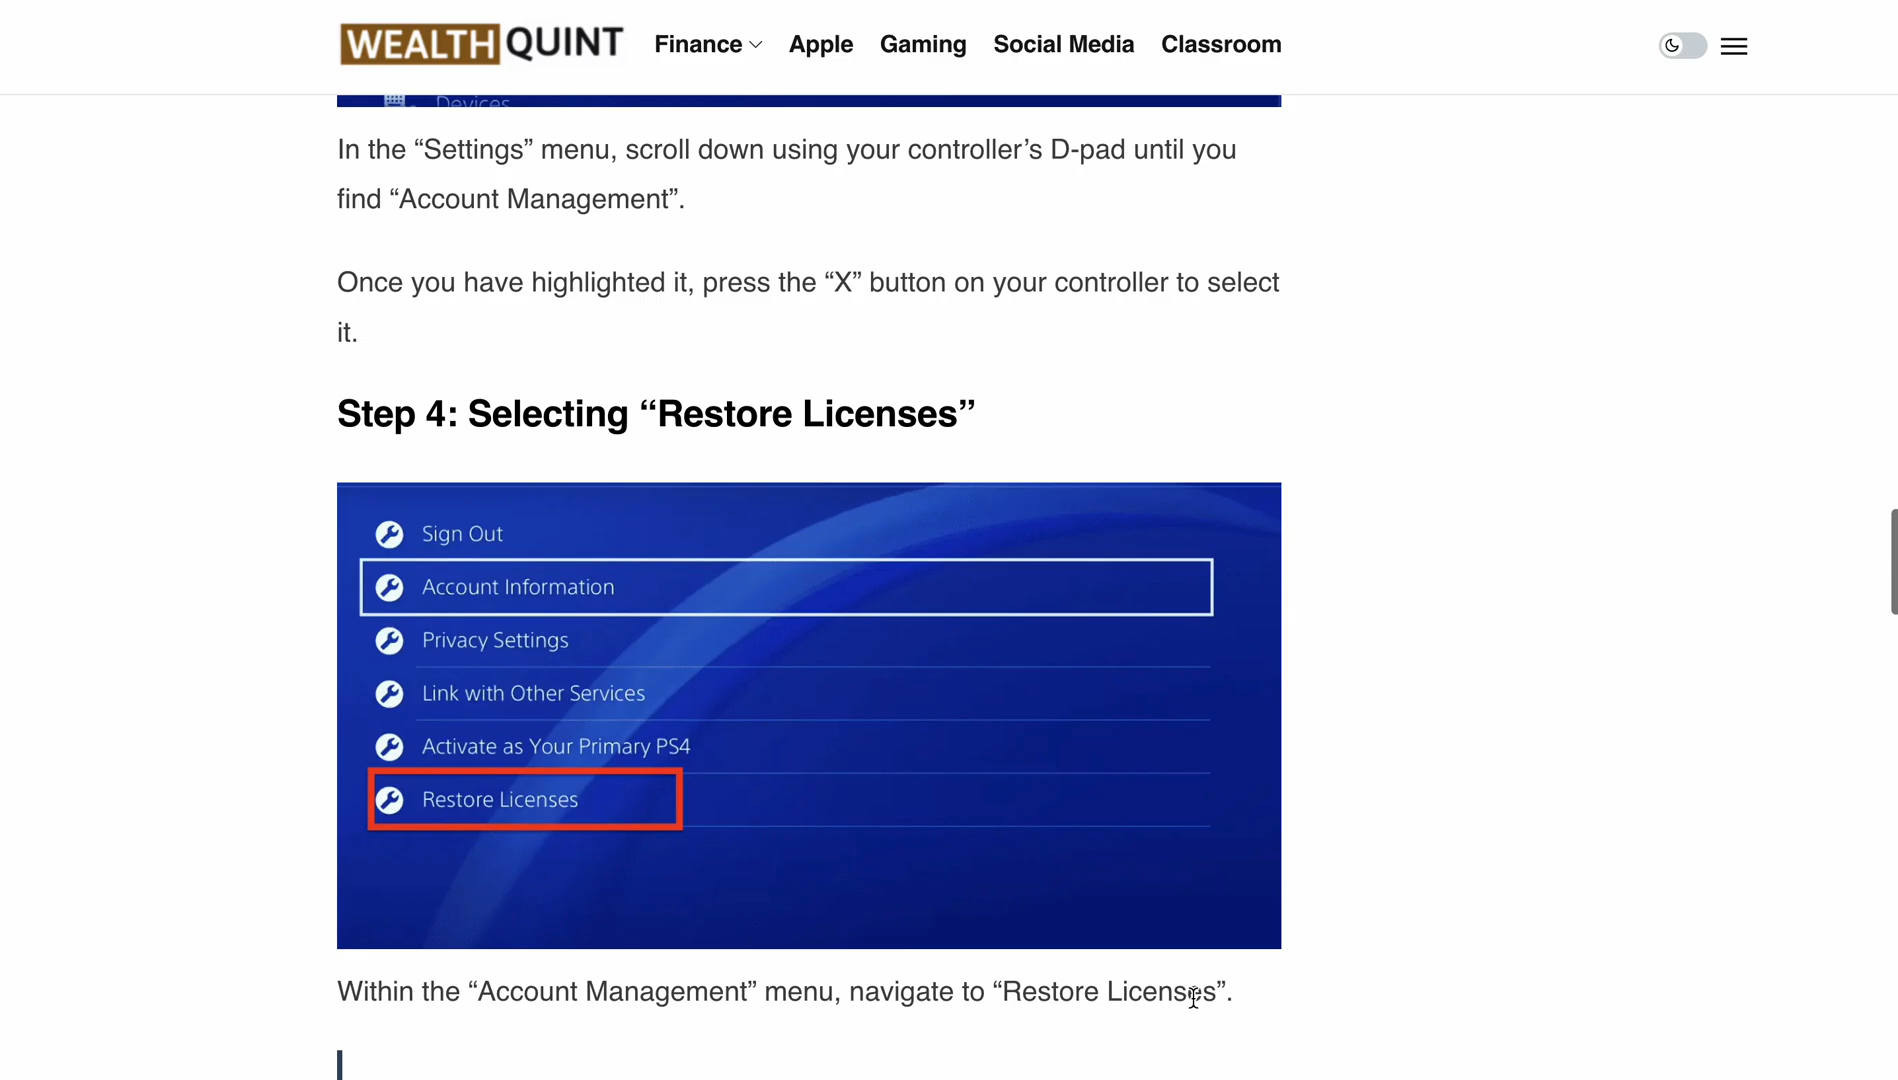 WEALTH QUINT Finance Apple Gaming Social Media Classroom
Devices
In the “Settings” menu, scroll down using your controller’s D-pad until you
find “Account Management”.
Once you have highlighted it, press the “X” button on your controller to select
it.
Step 4: Selecting “Restore Licenses”
Sign Out
Account Information
Privacy Settings
Link with Other Services
Activate as Your Primary PS4
Restore Licenses
Within the “Account Management” menu, navigate to “Restore Licenses”.